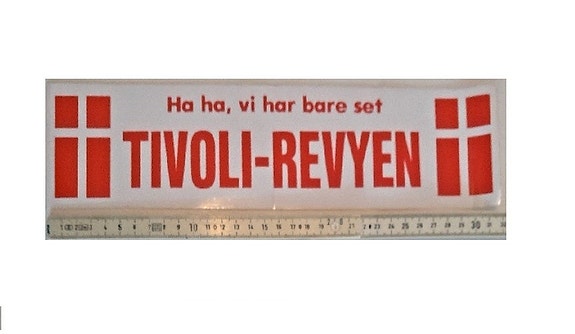 Ha ha, vi har bare set
TIVOLI-REVYEN